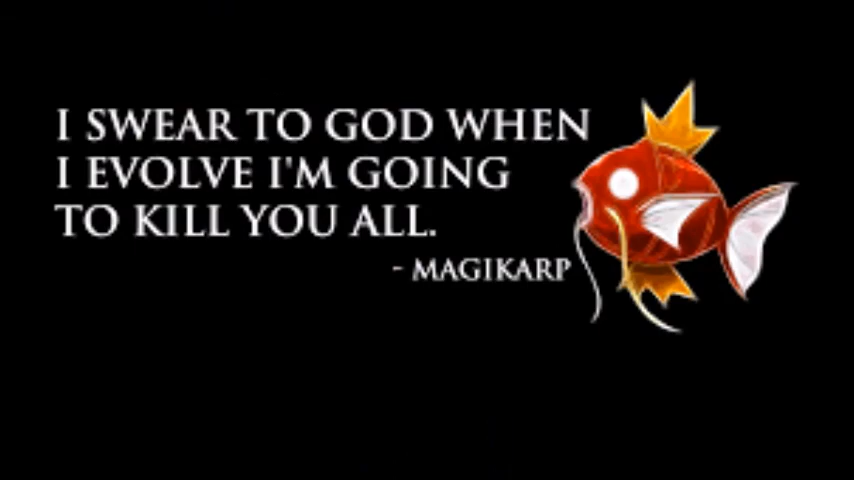 I SWEAR TO GOD WHEN
I EVOLVE I'M GOING
TO KILL YOU ALL.
- MAGIKARP